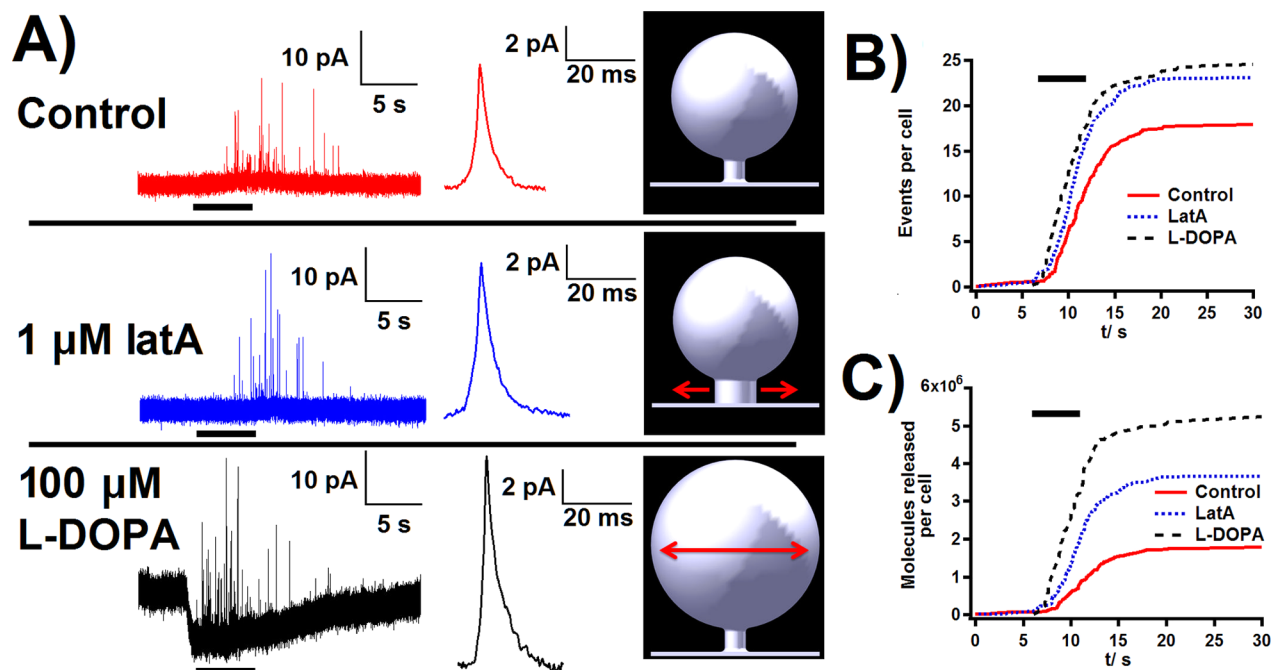 A)
Control
10 pA
5 s
2 pA
20 ms
1 µM latA
10 pA
5 s
2 pA
20 ms
100 µM
L-DOPA
10 pA
5 s
2 pA
20 ms
B)
Events per cell
25
20
15
10
5
0
Control
LatA
L-DOPA
0 5 10 15 20 25 30
t/ s
C)
Molecules released
per cell
6x10⁶
5
4
3
2
1
0
Control
LatA
L-DOPA
0 5 10 15 20 25 30
t/ s